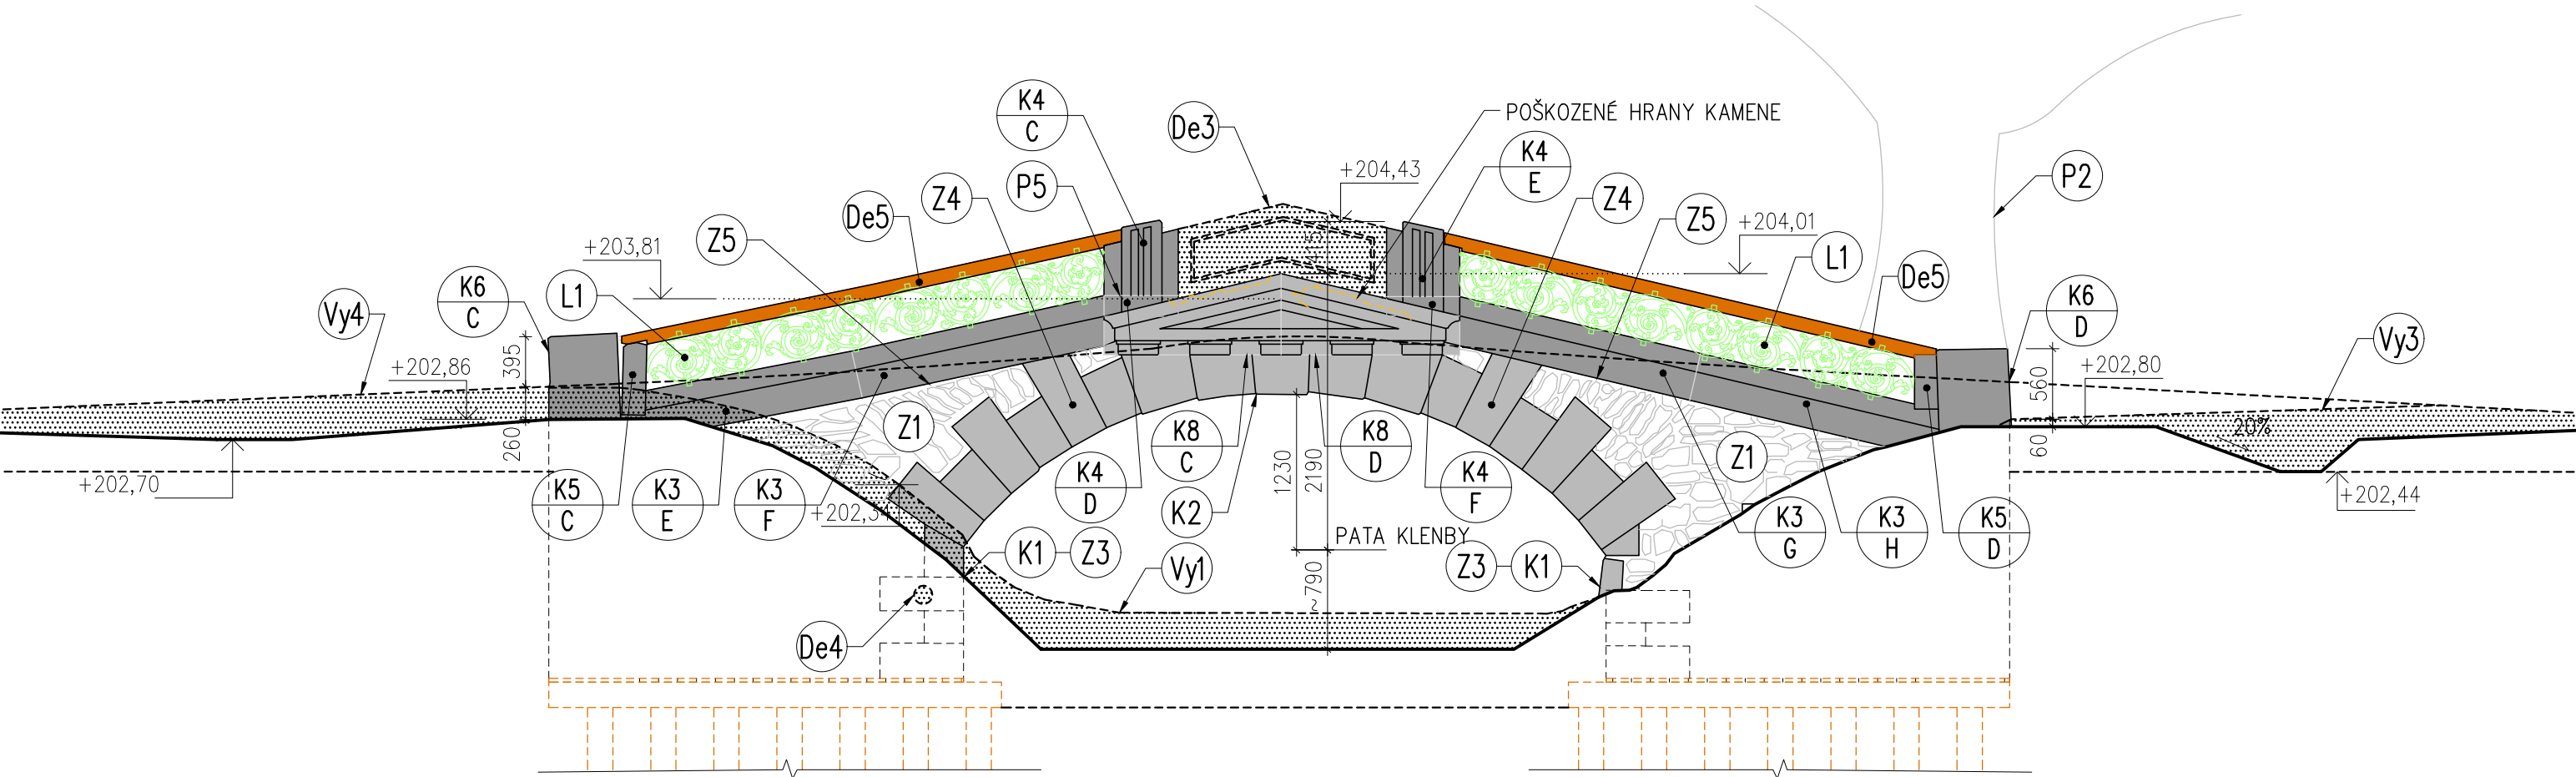 K4
C
De3
POŠKOZENÉ HRANY KAMENE
K4
E
P2
+204,43
P5
Z4
De5
Z5
+203,81
Z4
Z5
+204,01
L1
De5
K6
C
L1
Vy4
K6
D
Vy3
+202,86
395
260
+202,80
560
60
20%
+202,70
+202,44
Z1
Z1
K8
C
K8
D
K5
C
K3
E
K3
F
K4
D
K2
1230
2190
K4
F
K3
G
K3
H
K5
D
PATA KLENBY
K1
Z3
Vy1
~790
Z3
K1
De4